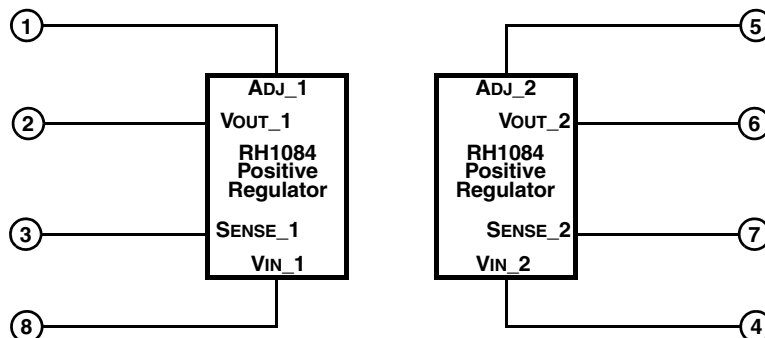 1
ADJ_1
2
VOUT_1
RH1084
Positive
Regulator
3
SENSE_1
VIN_1
8
5
ADJ_2
VOUT_2
6
RH1084
Positive
Regulator
SENSE_2
7
VIN_2
4